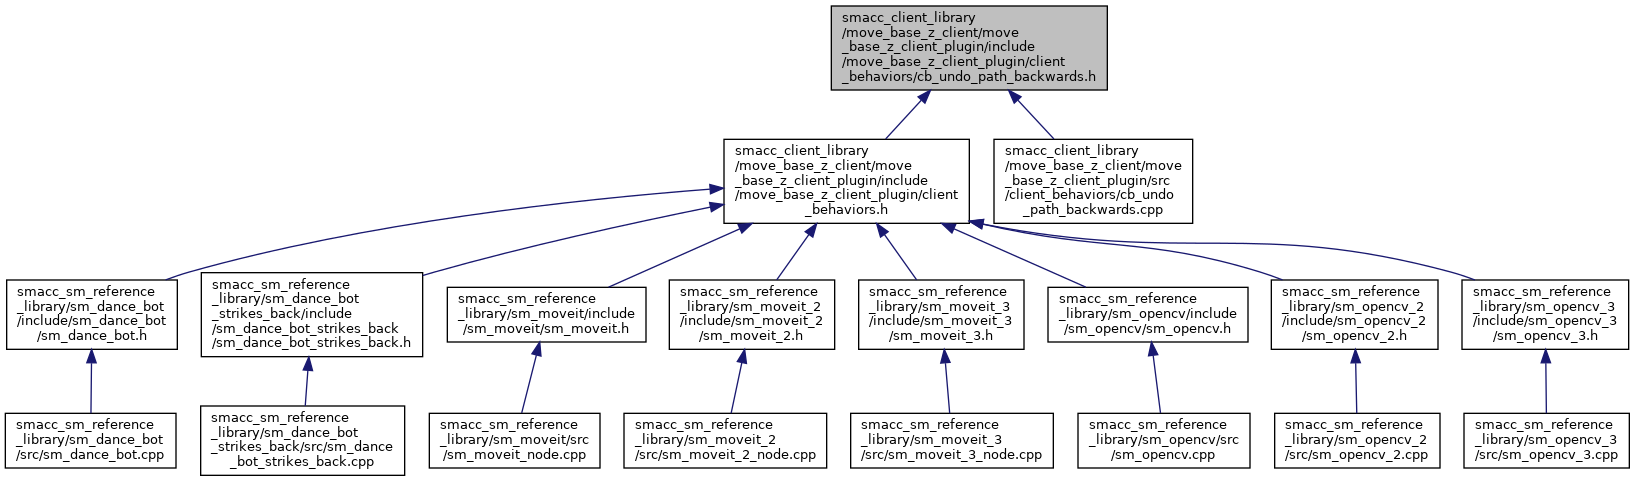 smacc_client_library
/move_base_z_client/move
_base_z_client_plugin/include
/move_base_z_client_plugin/client
_behaviors/cb_undo_path_backwards.h
smacc_client_library
/move_base_z_client/move
_base_z_client_plugin/include
/move_base_z_client_plugin/client
_behaviors.h
smacc_client_library
/move_base_z_client/move
_base_z_client_plugin/src
/client_behaviors/cb_undo
_path_backwards.cpp
smacc_sm_reference
_library/sm_dance_bot
/include/sm_dance_bot
/sm_dance_bot.h
smacc_sm_reference
_library/sm_dance_bot
_strikes_back/include
/sm_dance_bot_strikes_back
/sm_dance_bot_strikes_back.h
smacc_sm_reference
_library/sm_moveit/include
/sm_moveit/sm_moveit.h
smacc_sm_reference
_library/sm_moveit_2
/include/sm_moveit_2
/sm_moveit_2.h
smacc_sm_reference
_library/sm_moveit_3
/include/sm_moveit_3
/sm_moveit_3.h
smacc_sm_reference
_library/sm_opencv/include
/sm_opencv/sm_opencv.h
smacc_sm_reference
_library/sm_opencv_2
/include/sm_opencv_2
/sm_opencv_2.h
smacc_sm_reference
_library/sm_opencv_3
/include/sm_opencv_3
/sm_opencv_3.h
smacc_sm_reference
_library/sm_dance_bot
/src/sm_dance_bot.cpp
smacc_sm_reference
_library/sm_dance_bot
_strikes_back/src/sm_dance
_bot_strikes_back.cpp
smacc_sm_reference
_library/sm_moveit/src
/sm_moveit_node.cpp
smacc_sm_reference
_library/sm_moveit_2
/src/sm_moveit_2_node.cpp
smacc_sm_reference
_library/sm_moveit_3
/src/sm_moveit_3_node.cpp
smacc_sm_reference
_library/sm_opencv/src
/sm_opencv.cpp
smacc_sm_reference
_library/sm_opencv_2
/src/sm_opencv_2.cpp
smacc_sm_reference
_library/sm_opencv_3
/src/sm_opencv_3.cpp